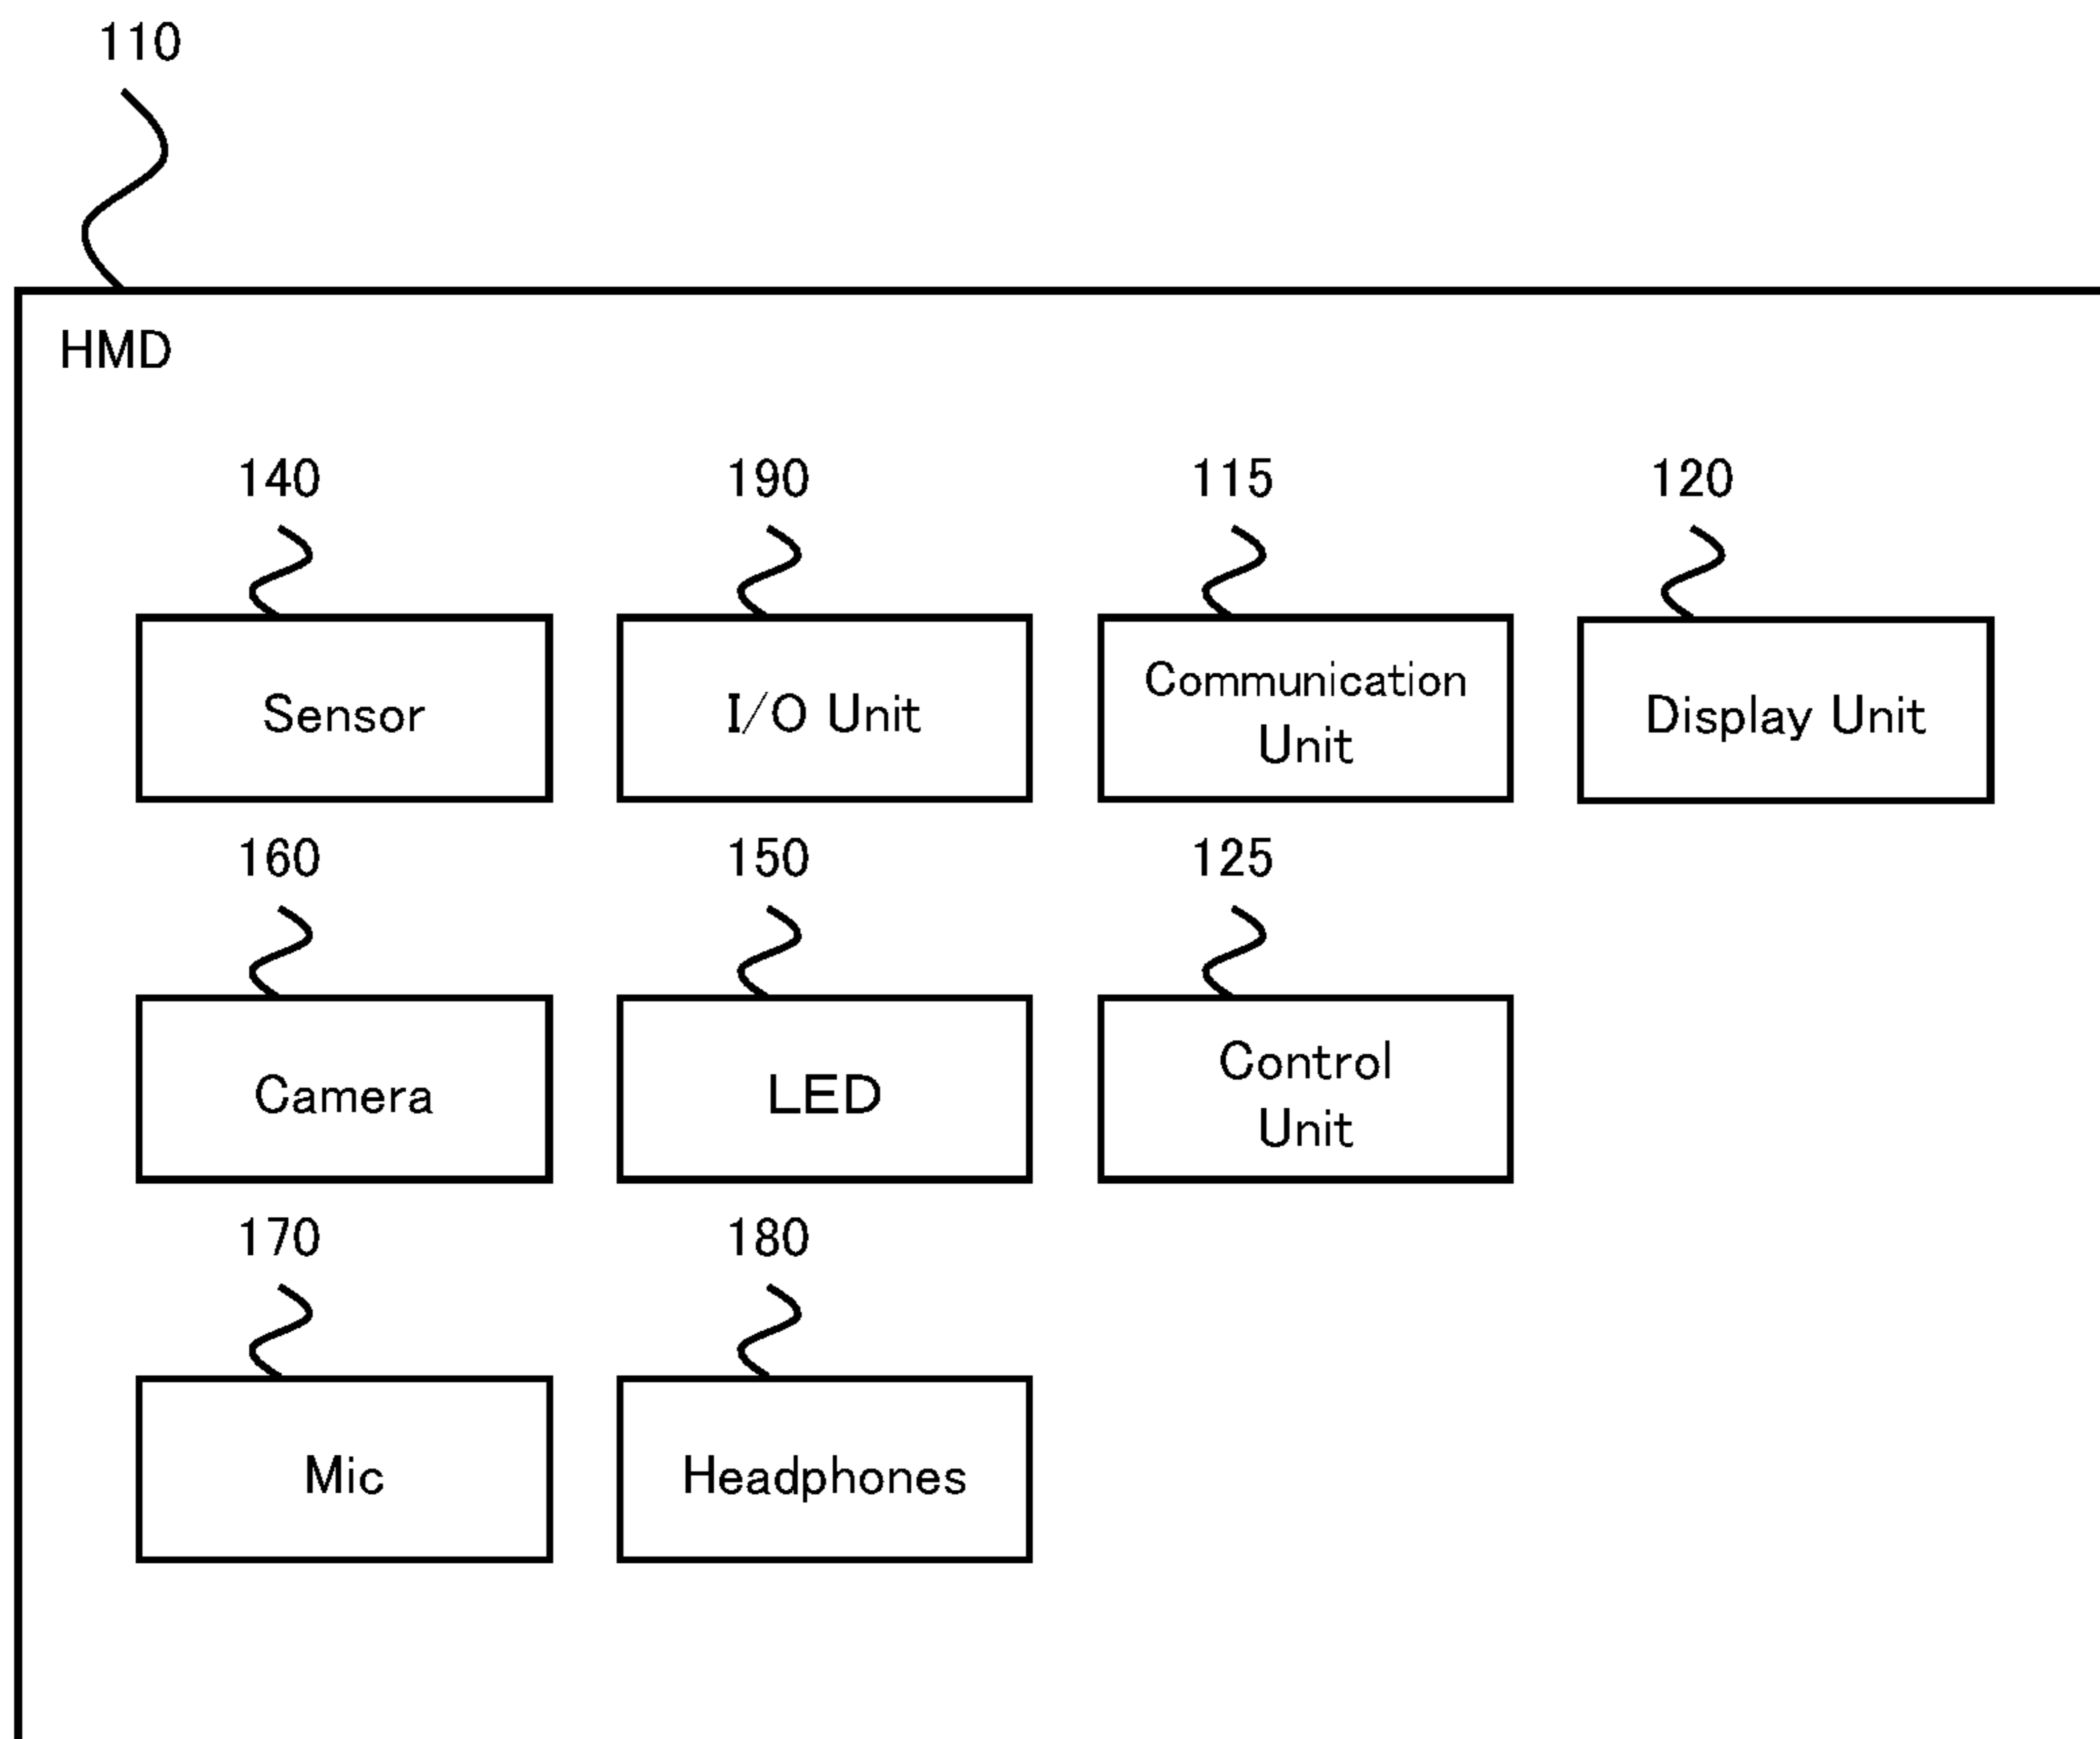 110
HMD
140
190
115
120
Sensor
I/O Unit
Communication
Unit
Display Unit
160
150
125
Camera
LED
Control
Unit
170
180
Mic
Headphones